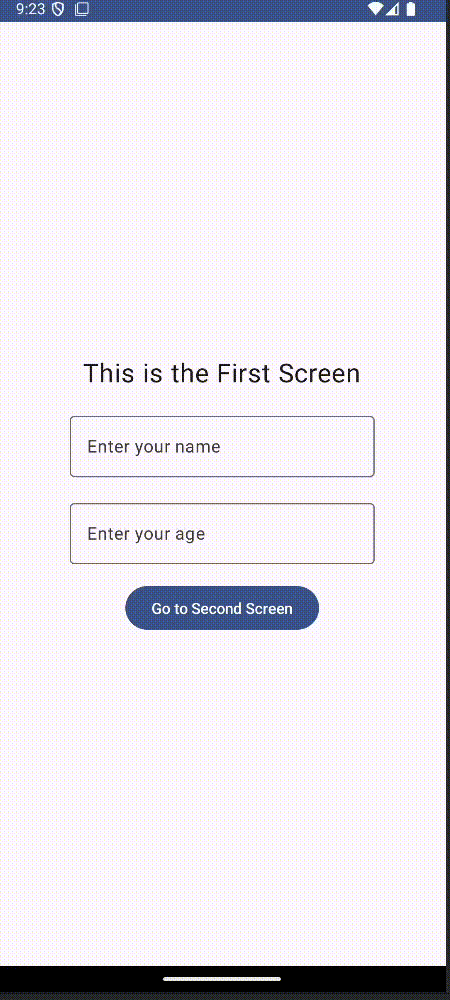 9:23
This is the First Screen
Enter your name
Enter your age
Go to Second Screen